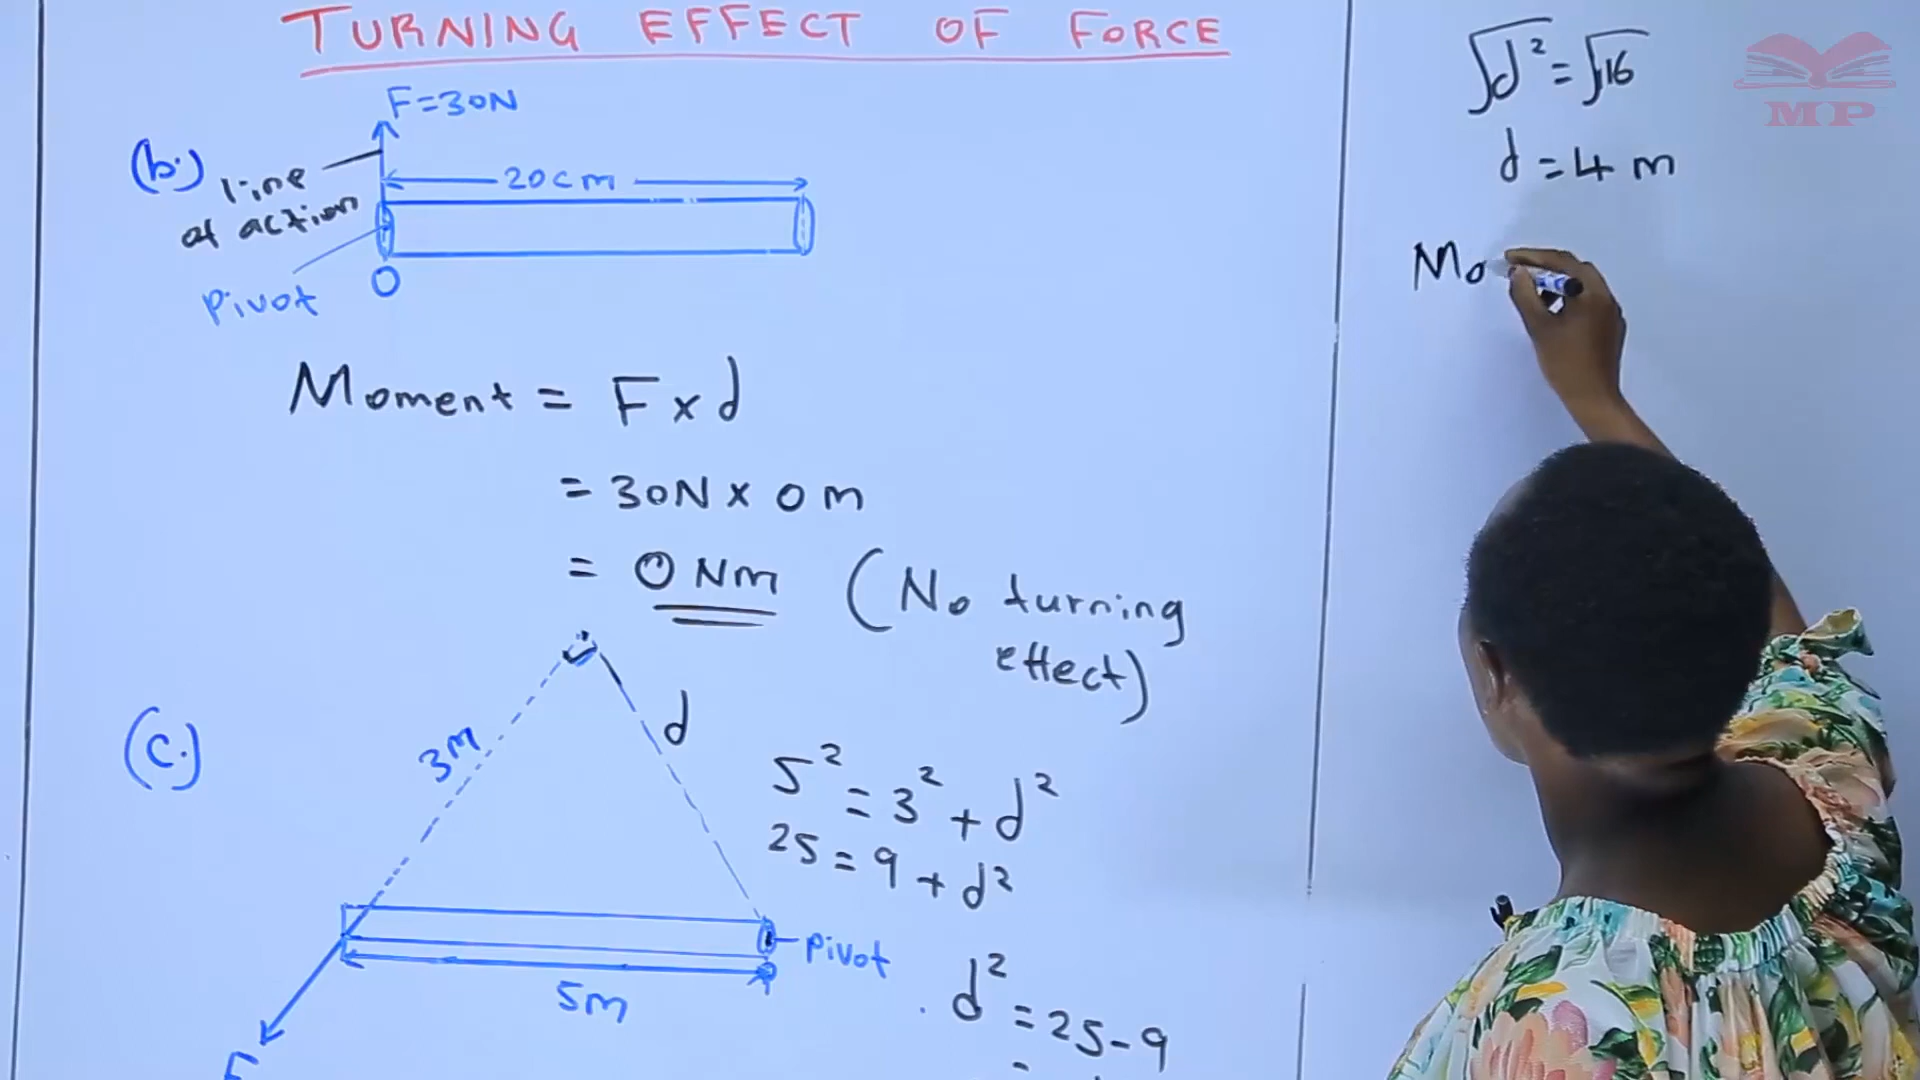 TURNING EFFECT OF FORCE
F=30N
(b.) line
of action
20cm
Pivot
O
Moment = F x d
= 30N x 0 m
= 0 Nm (No turning
effect)
(c.)
3m
d
5² = 3² + d²
25 = 9 + d²
Pivot
5m
d² = 25-9
=
F
√d² = √16
d = 4 m
Mo
MP